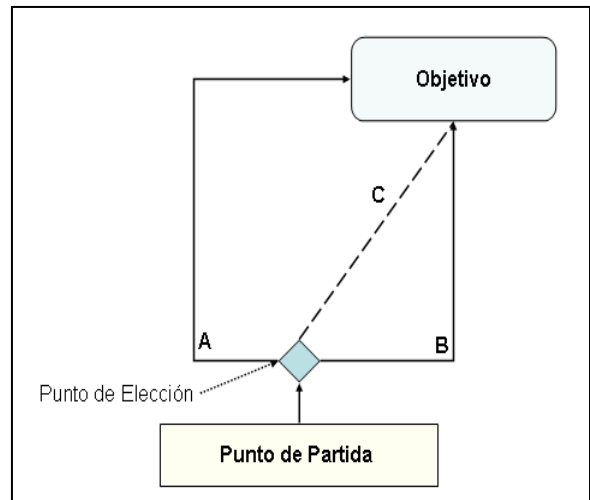 Objetivo
C
A
B
Punto de Elección
Punto de Partida